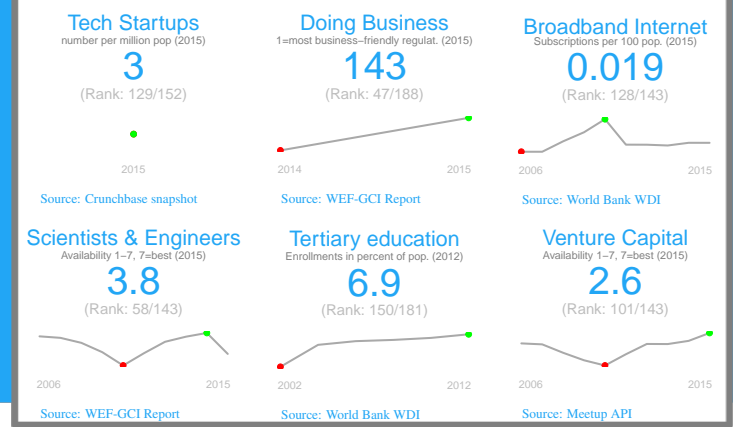 Tech Startups
number per million pop (2015)
3
(Rank: 129/152)
2015
Source: Crunchbase snapshot
Doing Business
1=most business−friendly regulat. (2015)
143
(Rank: 47/188)
2014 2015
Source: WEF-GCI Report
Broadband Internet
Subscriptions per 100 pop. (2015)
0.019
(Rank: 128/143)
2006 2015
Source: World Bank WDI
Scientists & Engineers
Availability 1−7, 7=best (2015)
3.8
(Rank: 58/143)
2006 2015
Source: WEF-GCI Report
Tertiary education
Enrollments in percent of pop. (2012)
6.9
(Rank: 150/181)
2002 2012
Source: World Bank WDI
Venture Capital
Availability 1−7, 7=best (2015)
2.6
(Rank: 101/143)
2006 2015
Source: Meetup API